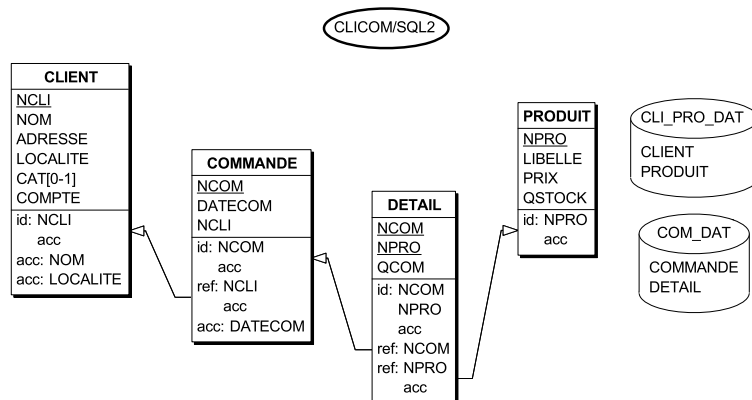 CLICOM/SQL2
CLIENT
NCLI
NOM
ADRESSE
LOCALITE
CAT[0-1]
COMPTE
id: NCLI
acc
acc: NOM
acc: LOCALITE
COMMANDE
NCOM
DATECOM
NCLI
id: NCOM
acc
ref: NCLI
acc
acc: DATECOM
DETAIL
NCOM
NPRO
QCOM
id: NCOM
NPRO
acc
ref: NCOM
ref: NPRO
acc
PRODUIT
NPRO
LIBELLE
PRIX
QSTOCK
id: NPRO
acc
CLI_PRO_DAT
CLIENT
PRODUIT
COM_DAT
COMMANDE
DETAIL